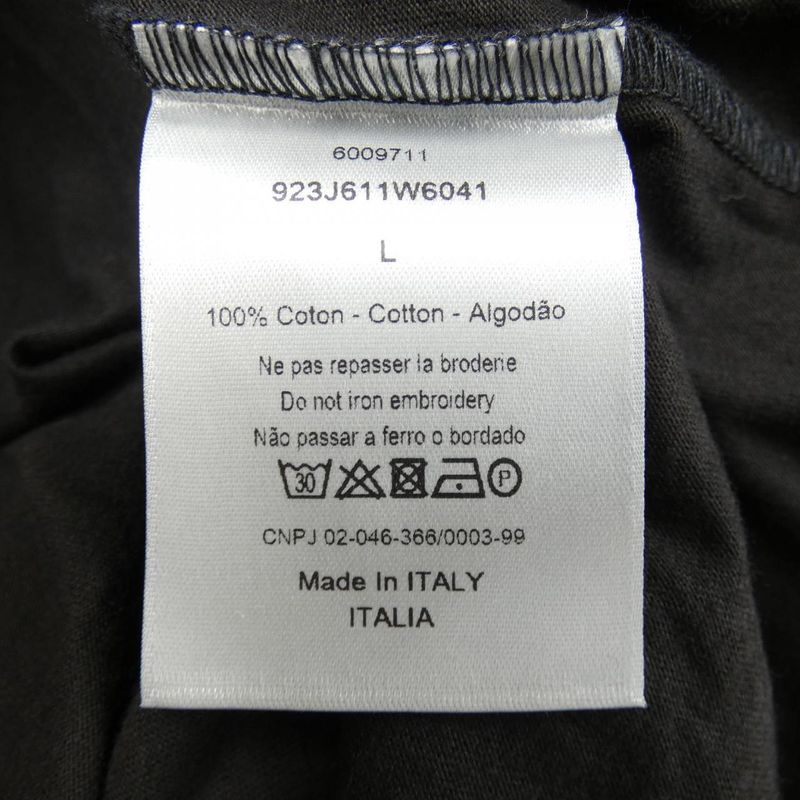 6009711
923J611W6041
L
100% Coton - Cotton - Algodão
Ne pas repasser la broderie
Do not iron embroidery
Não passar a ferro o bordado
30 P
CNPJ 02-046-366/0003-99
Made In ITALY
ITALIA